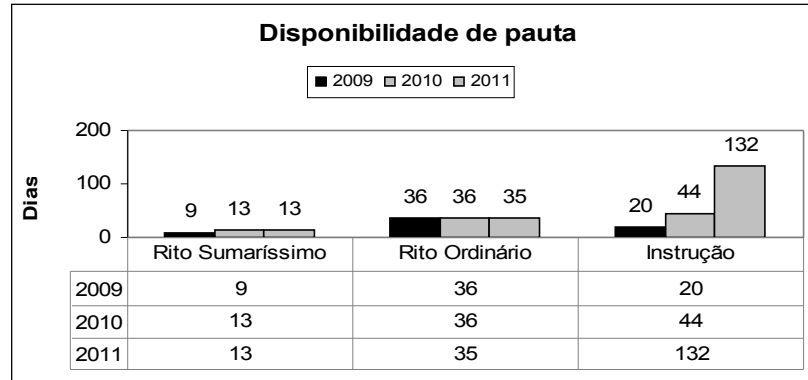 Disponibilidade de pauta
2009 2010 2011
Dias
200
100
0
9 13 13 36 36 35 20 44 132
Rito Sumaríssimo Rito Ordinário Instrução
2009 9 36 20
2010 13 36 44
2011 13 35 132